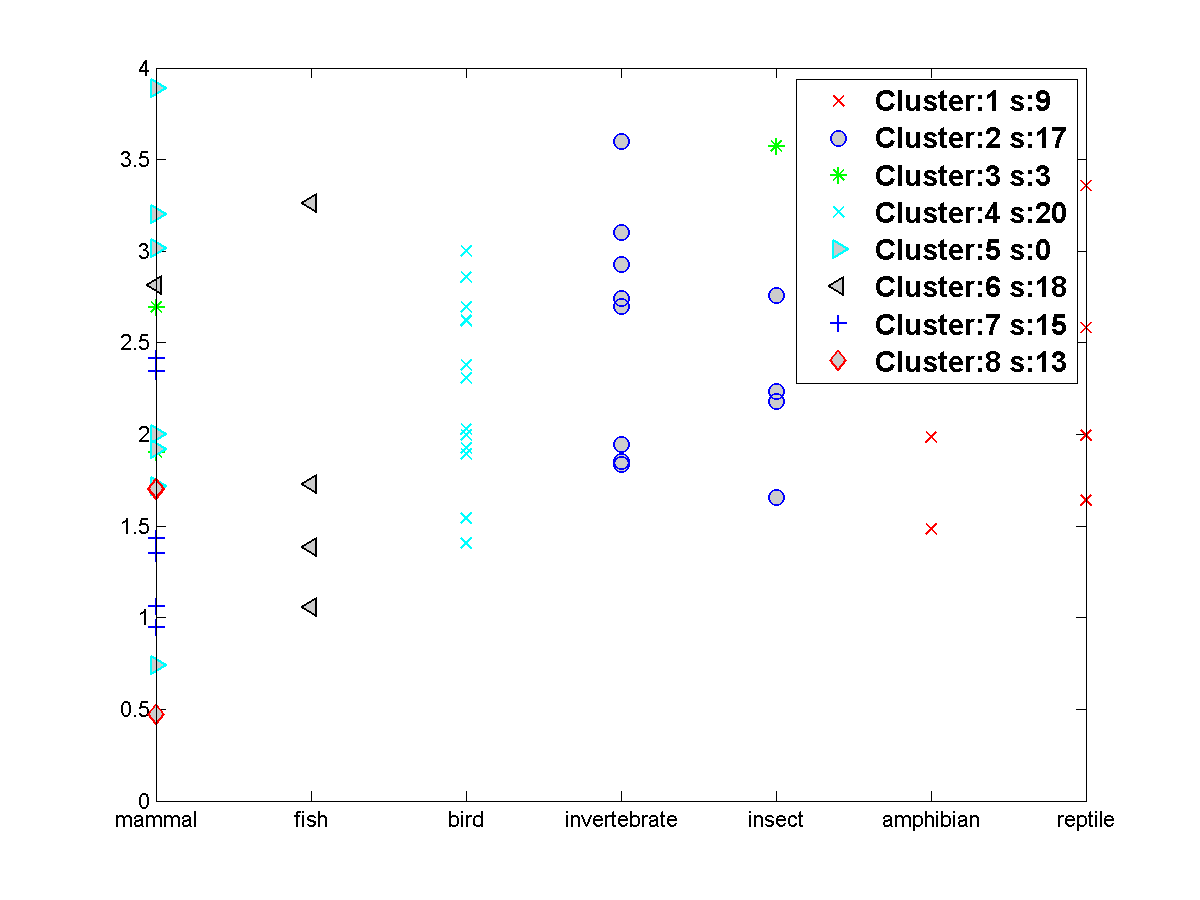 4
3.5
3
2.5
2
1.5
1
0.5
0
mammal fish bird invertebrate insect amphibian reptile
Cluster:1 s:9
Cluster:2 s:17
Cluster:3 s:3
Cluster:4 s:20
Cluster:5 s:0
Cluster:6 s:18
Cluster:7 s:15
Cluster:8 s:13